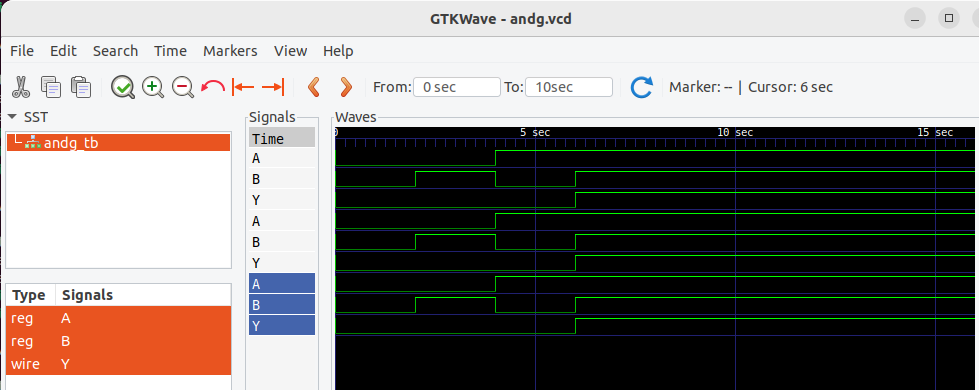 GTKWave - andg.vcd
File Edit Search Time Markers View Help
From: 0 sec To: 10sec Marker: -- | Cursor: 6 sec
SST
andg_tb
Type Signals
reg A
reg B
wire Y
Signals
Time
A
B
Y
A
B
Y
A
B
Y
Waves
0 5 sec 10 sec 15 sec